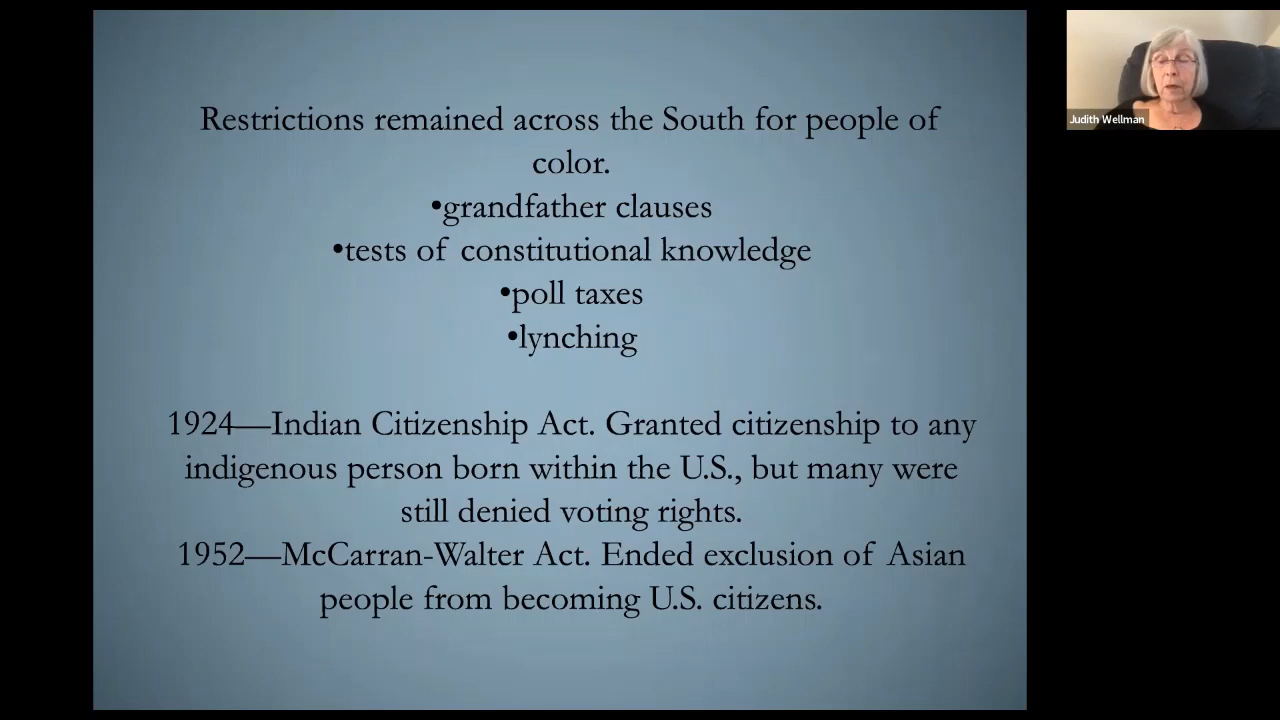 Restrictions remained across the South for people of
color.
•grandfather clauses
•tests of constitutional knowledge
•poll taxes
•lynching
1924—Indian Citizenship Act. Granted citizenship to any
indigenous person born within the U.S., but many were
still denied voting rights.
1952—McCarran-Walter Act. Ended exclusion of Asian
people from becoming U.S. citizens.
Judith Wellman